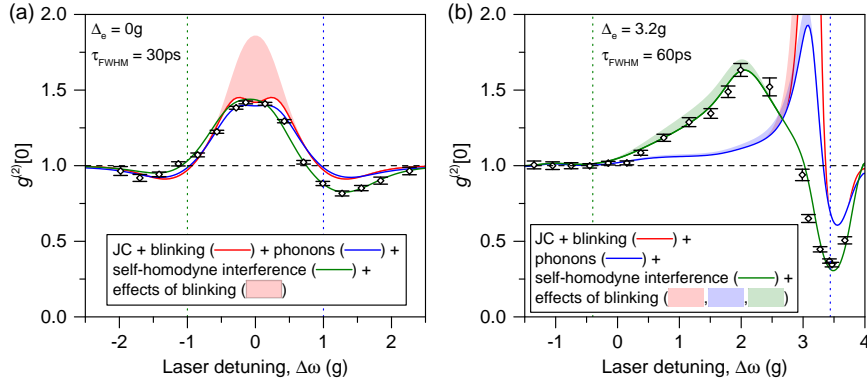 (a)
Δe = 0g
τFWHM = 30ps
g(2)[0]
2.0
1.5
1.0
0.5
0.0
JC + blinking (—) + phonons (—) +
self-homodyne interference (—) +
effects of blinking ( )
-2 -1 0 1 2
Laser detuning, Δω (g)
(b)
Δe = 3.2g
τFWHM = 60ps
g(2)[0]
2.0
1.5
1.0
0.5
0.0
JC + blinking (—) +
phonons (—) +
self-homodyne interference (—) +
effects of blinking ( , , )
-1 0 1 2 3 4
Laser detuning, Δω (g)